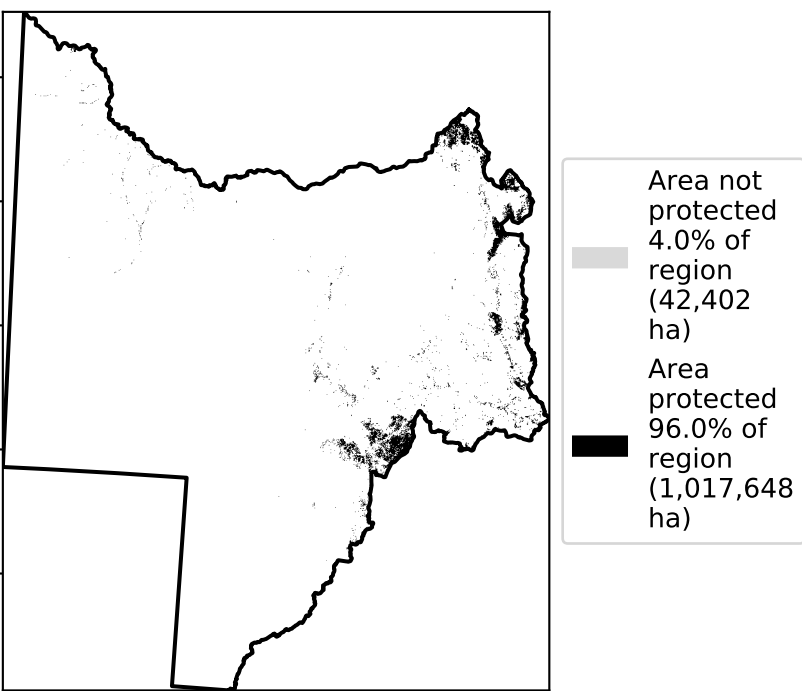 Area not
protected
4.0% of
region
(42,402
ha)
Area
protected
96.0% of
region
(1,017,648
ha)